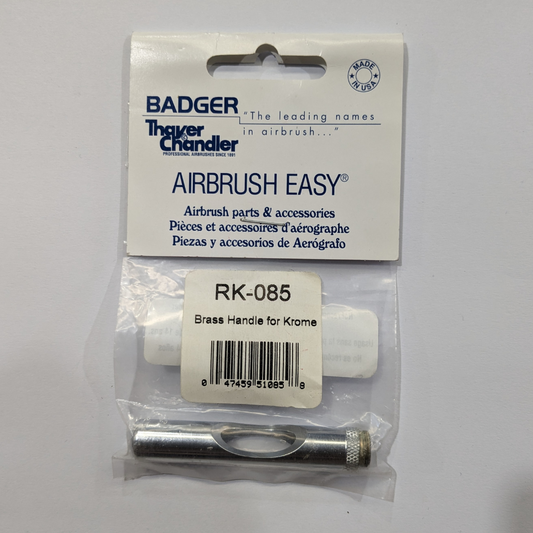 MADE
IN USA
BADGER
Thayer & Chandler
PROFESSIONAL AIRBRUSHES SINCE 1891
"The leading names
in airbrush..."
AIRBRUSH EASY®
Airbrush parts & accessories
Pièces et accessoires d'aérographe
Piezas y accesorios de Aerógrafo
RK-085
Brass Handle for Krome
0 47459 51085 8